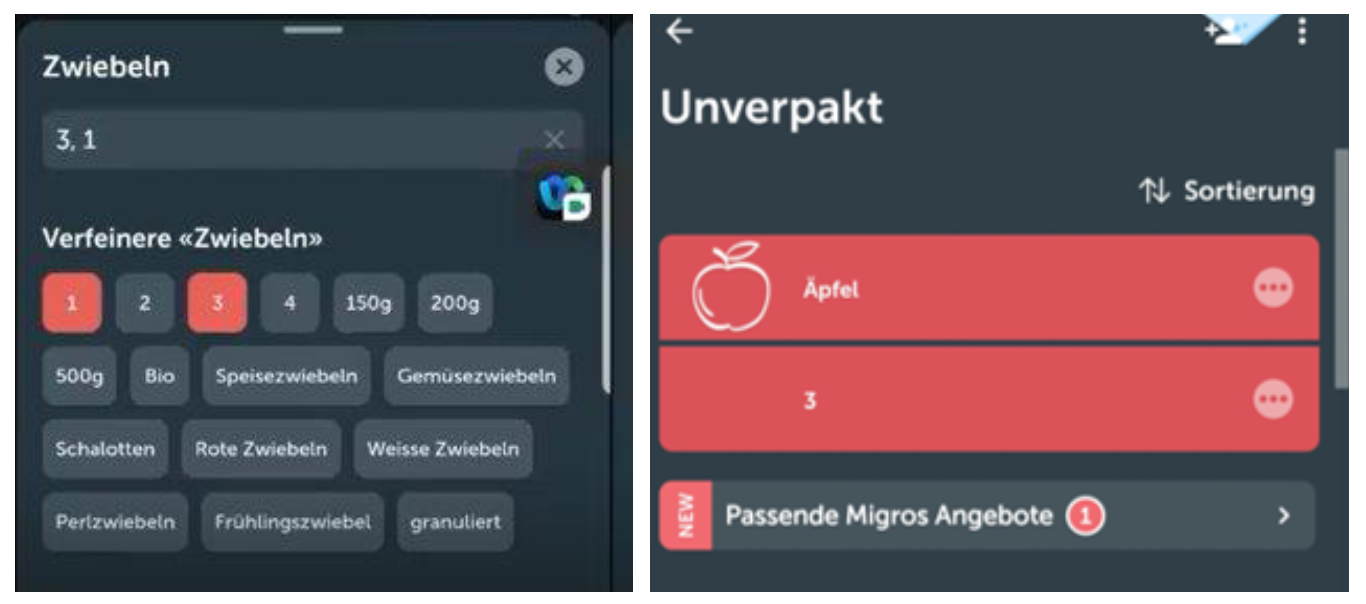 Zwiebeln
3, 1
Verfeinere «Zwiebeln»
1 2 3 4 150g 200g
500g Bio Speisezwiebeln Gemüsezwiebeln
Schalotten Rote Zwiebeln Weisse Zwiebeln
Perlzwiebeln Frühlingszwiebel granuliert
Unverpakt
Sortierung
Äpfel
3
NEW Passende Migros Angebote 1